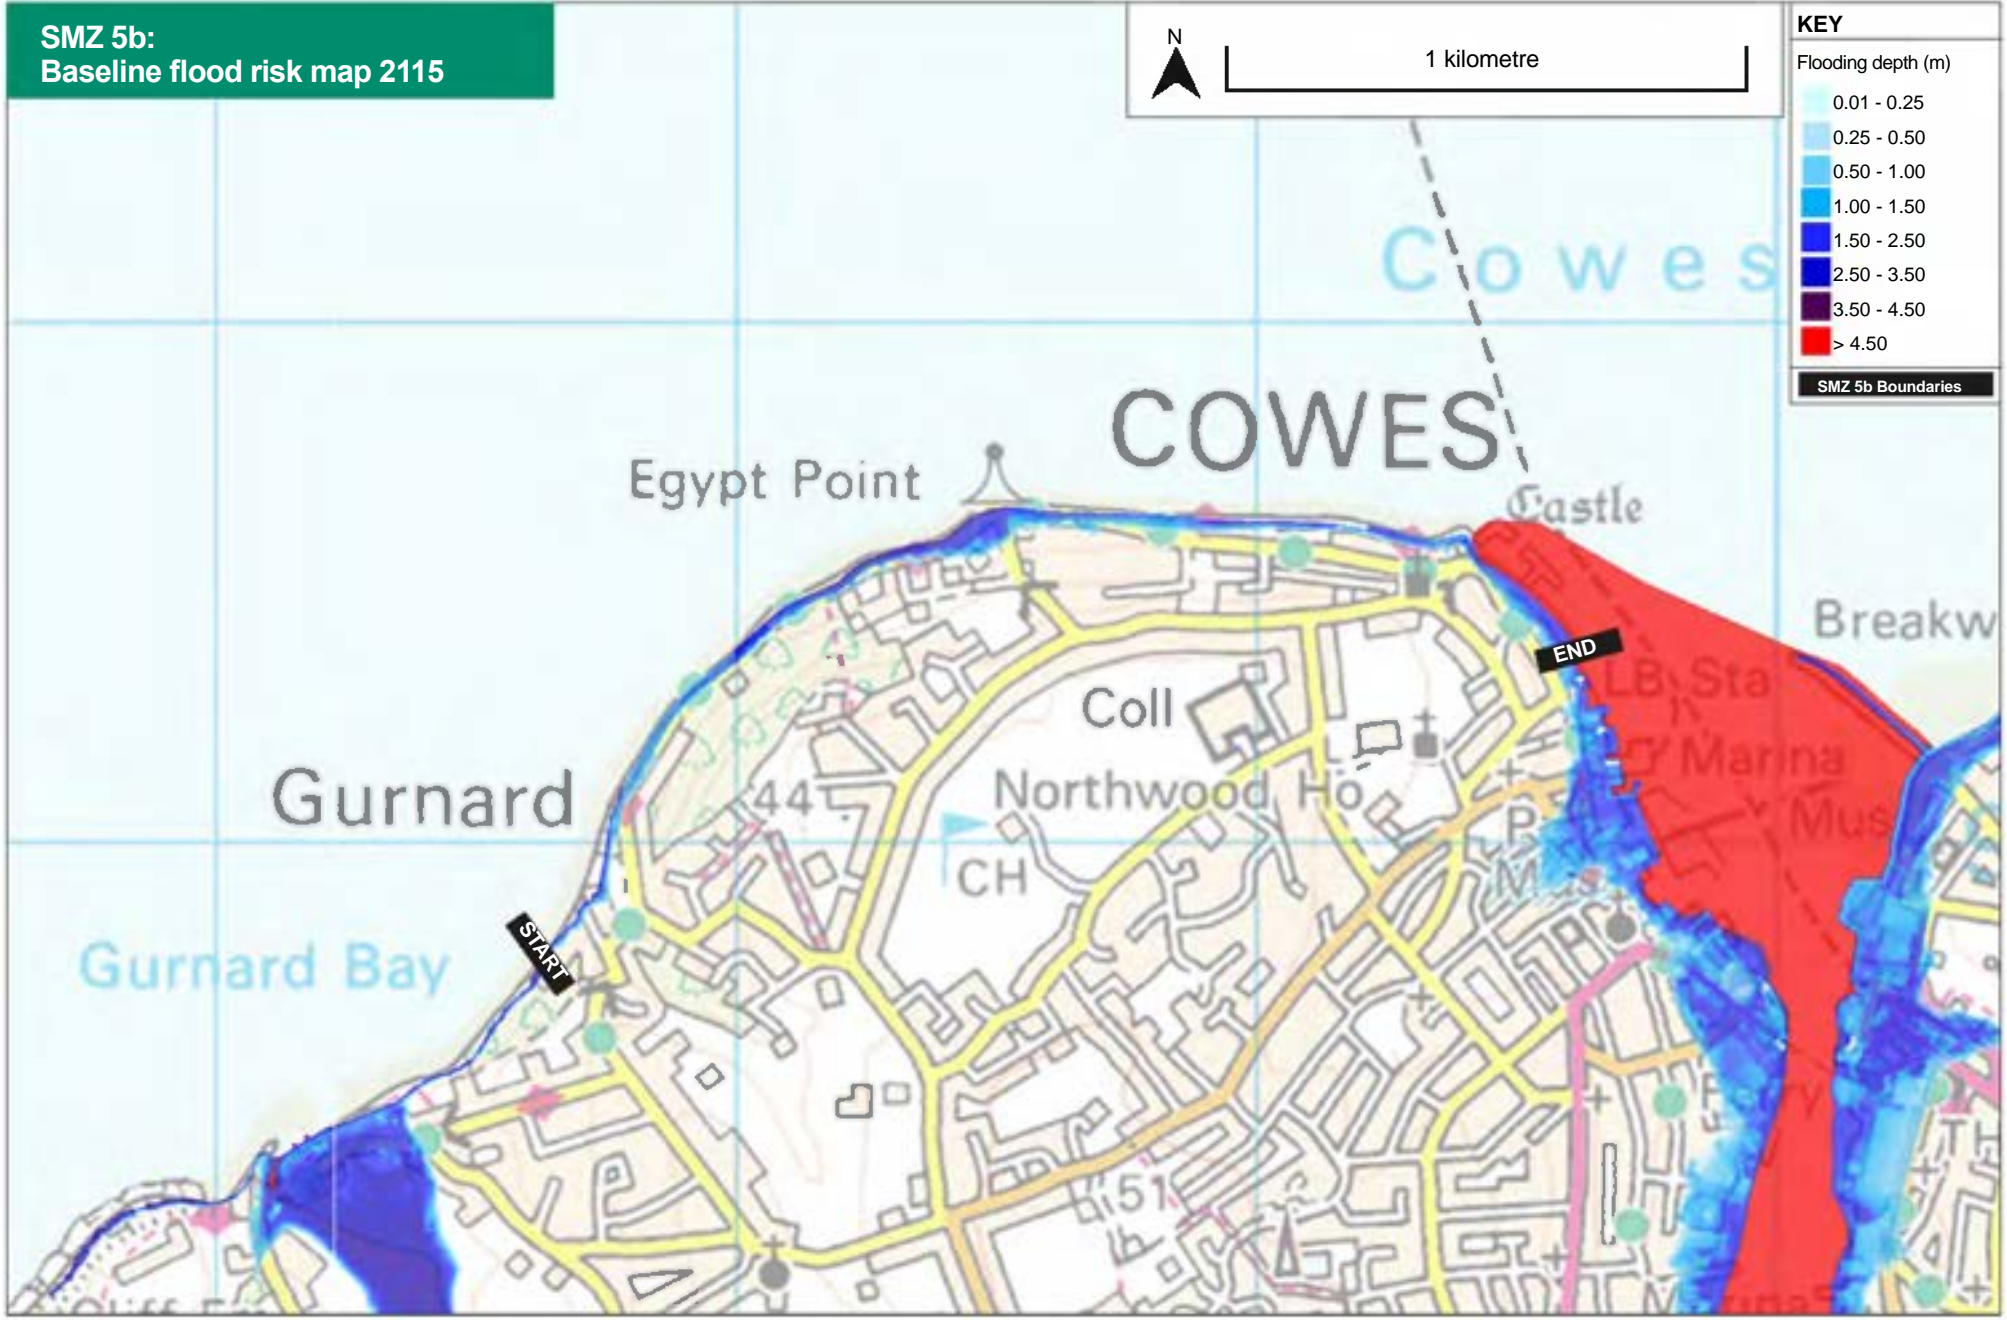 SMZ 5b:
Baseline flood risk map 2115
N
1 kilometre
KEY
Flooding depth (m)
0.01 - 0.25
0.25 - 0.50
0.50 - 1.00
1.00 - 1.50
1.50 - 2.50
2.50 - 3.50
3.50 - 4.50
> 4.50
SMZ 5b Boundaries
Cowes
COWES
Egypt Point
Castle
Breakw
END
LB Sta
Coll
Marina
Gurnard
44
Northwood Ho
Mus
P
CH
Mus
START
Gurnard Bay
51
TH